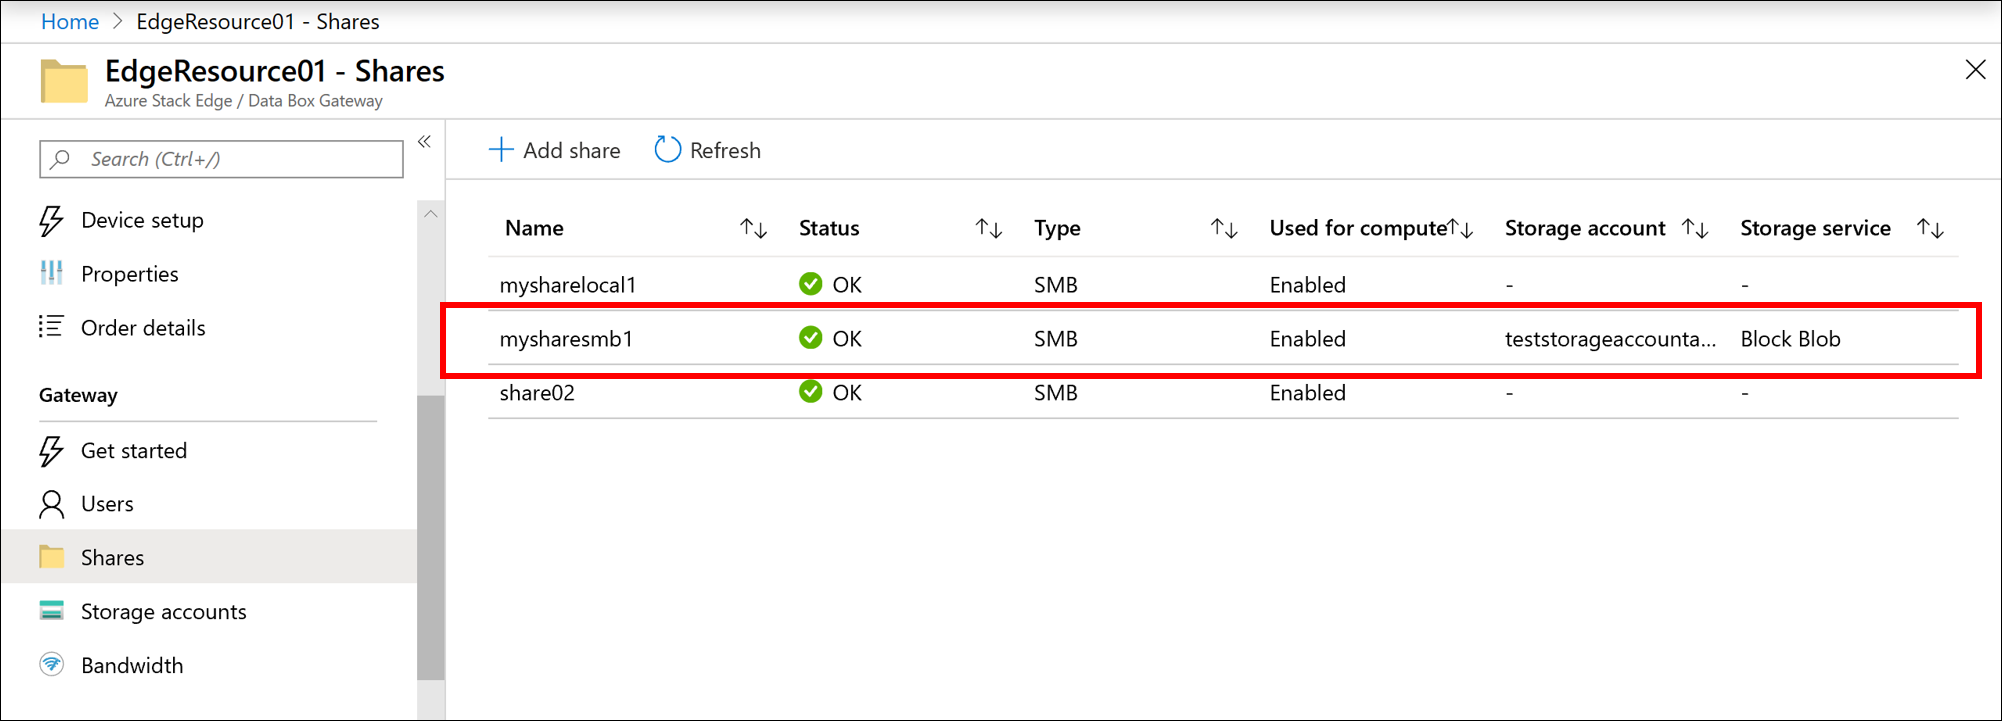 Home > EdgeResource01 - Shares
EdgeResource01 - Shares
Azure Stack Edge / Data Box Gateway
Search (Ctrl+/)
Device setup
Properties
Order details
Gateway
Get started
Users
Shares
Storage accounts
Bandwidth
Add share Refresh
Name Status Type Used for compute Storage account Storage service
mysharelocal1 OK SMB Enabled - -
mysharesmb1 OK SMB Enabled teststorageaccounta... Block Blob
share02 OK SMB Enabled - -